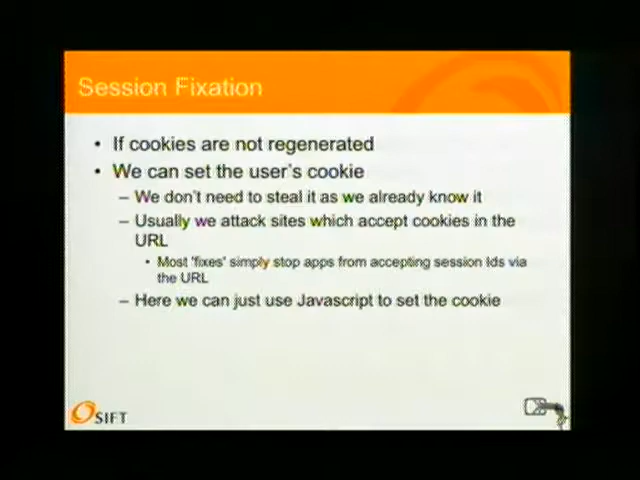 Session Fixation
• If cookies are not regenerated
• We can set the user's cookie
– We don't need to steal it as we already know it
– Usually we attack sites which accept cookies in the
URL
• Most 'fixes' simply stop apps from accepting session Ids via
the URL
– Here we can just use Javascript to set the cookie
SIFT